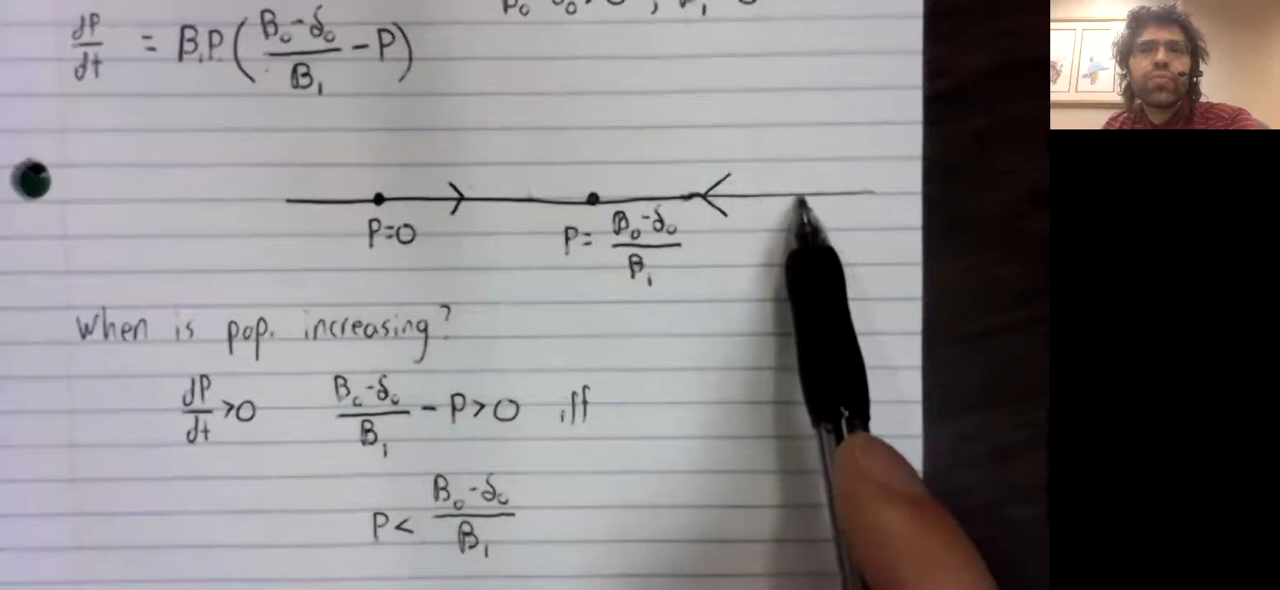 dP/dt = β₁P((β₀-δ₀)/β₁ - P)
P=0
P= (β₀-δ₀)/β₁
When is pop. increasing?
dP/dt >0 (β₀-δ₀)/β₁ - P>0 iff
P< (β₀-δ₀)/β₁